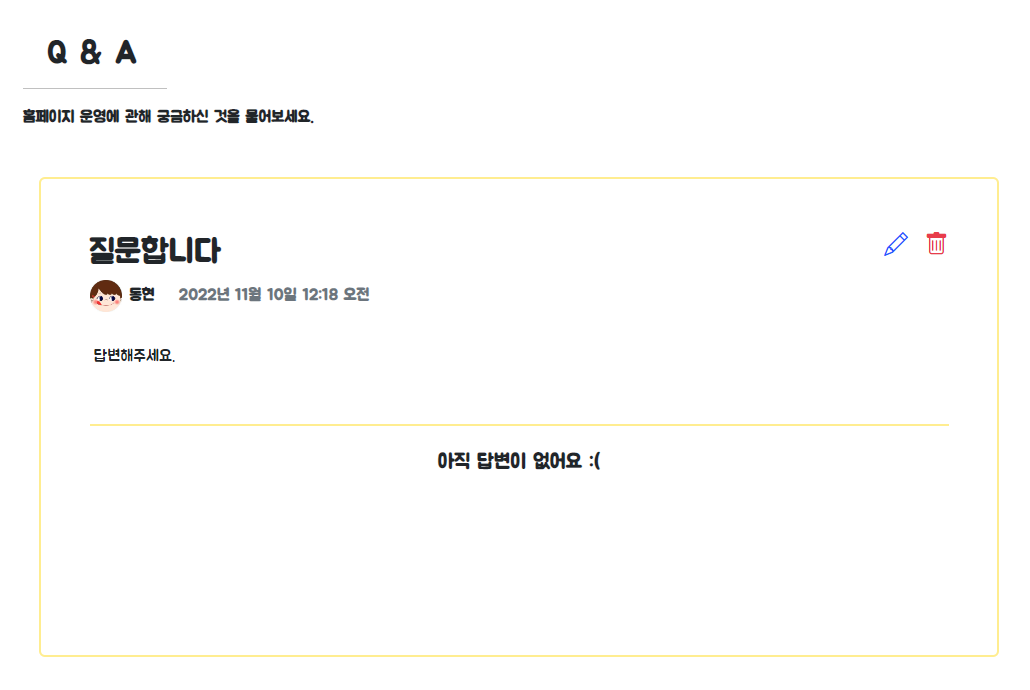 Q & A
홈페이지 운영에 관해 궁금하신 것을 물어보세요.
질문합니다
동현 2022년 11월 10일 12:18 오전
답변해주세요.
아직 답변이 없어요 :(